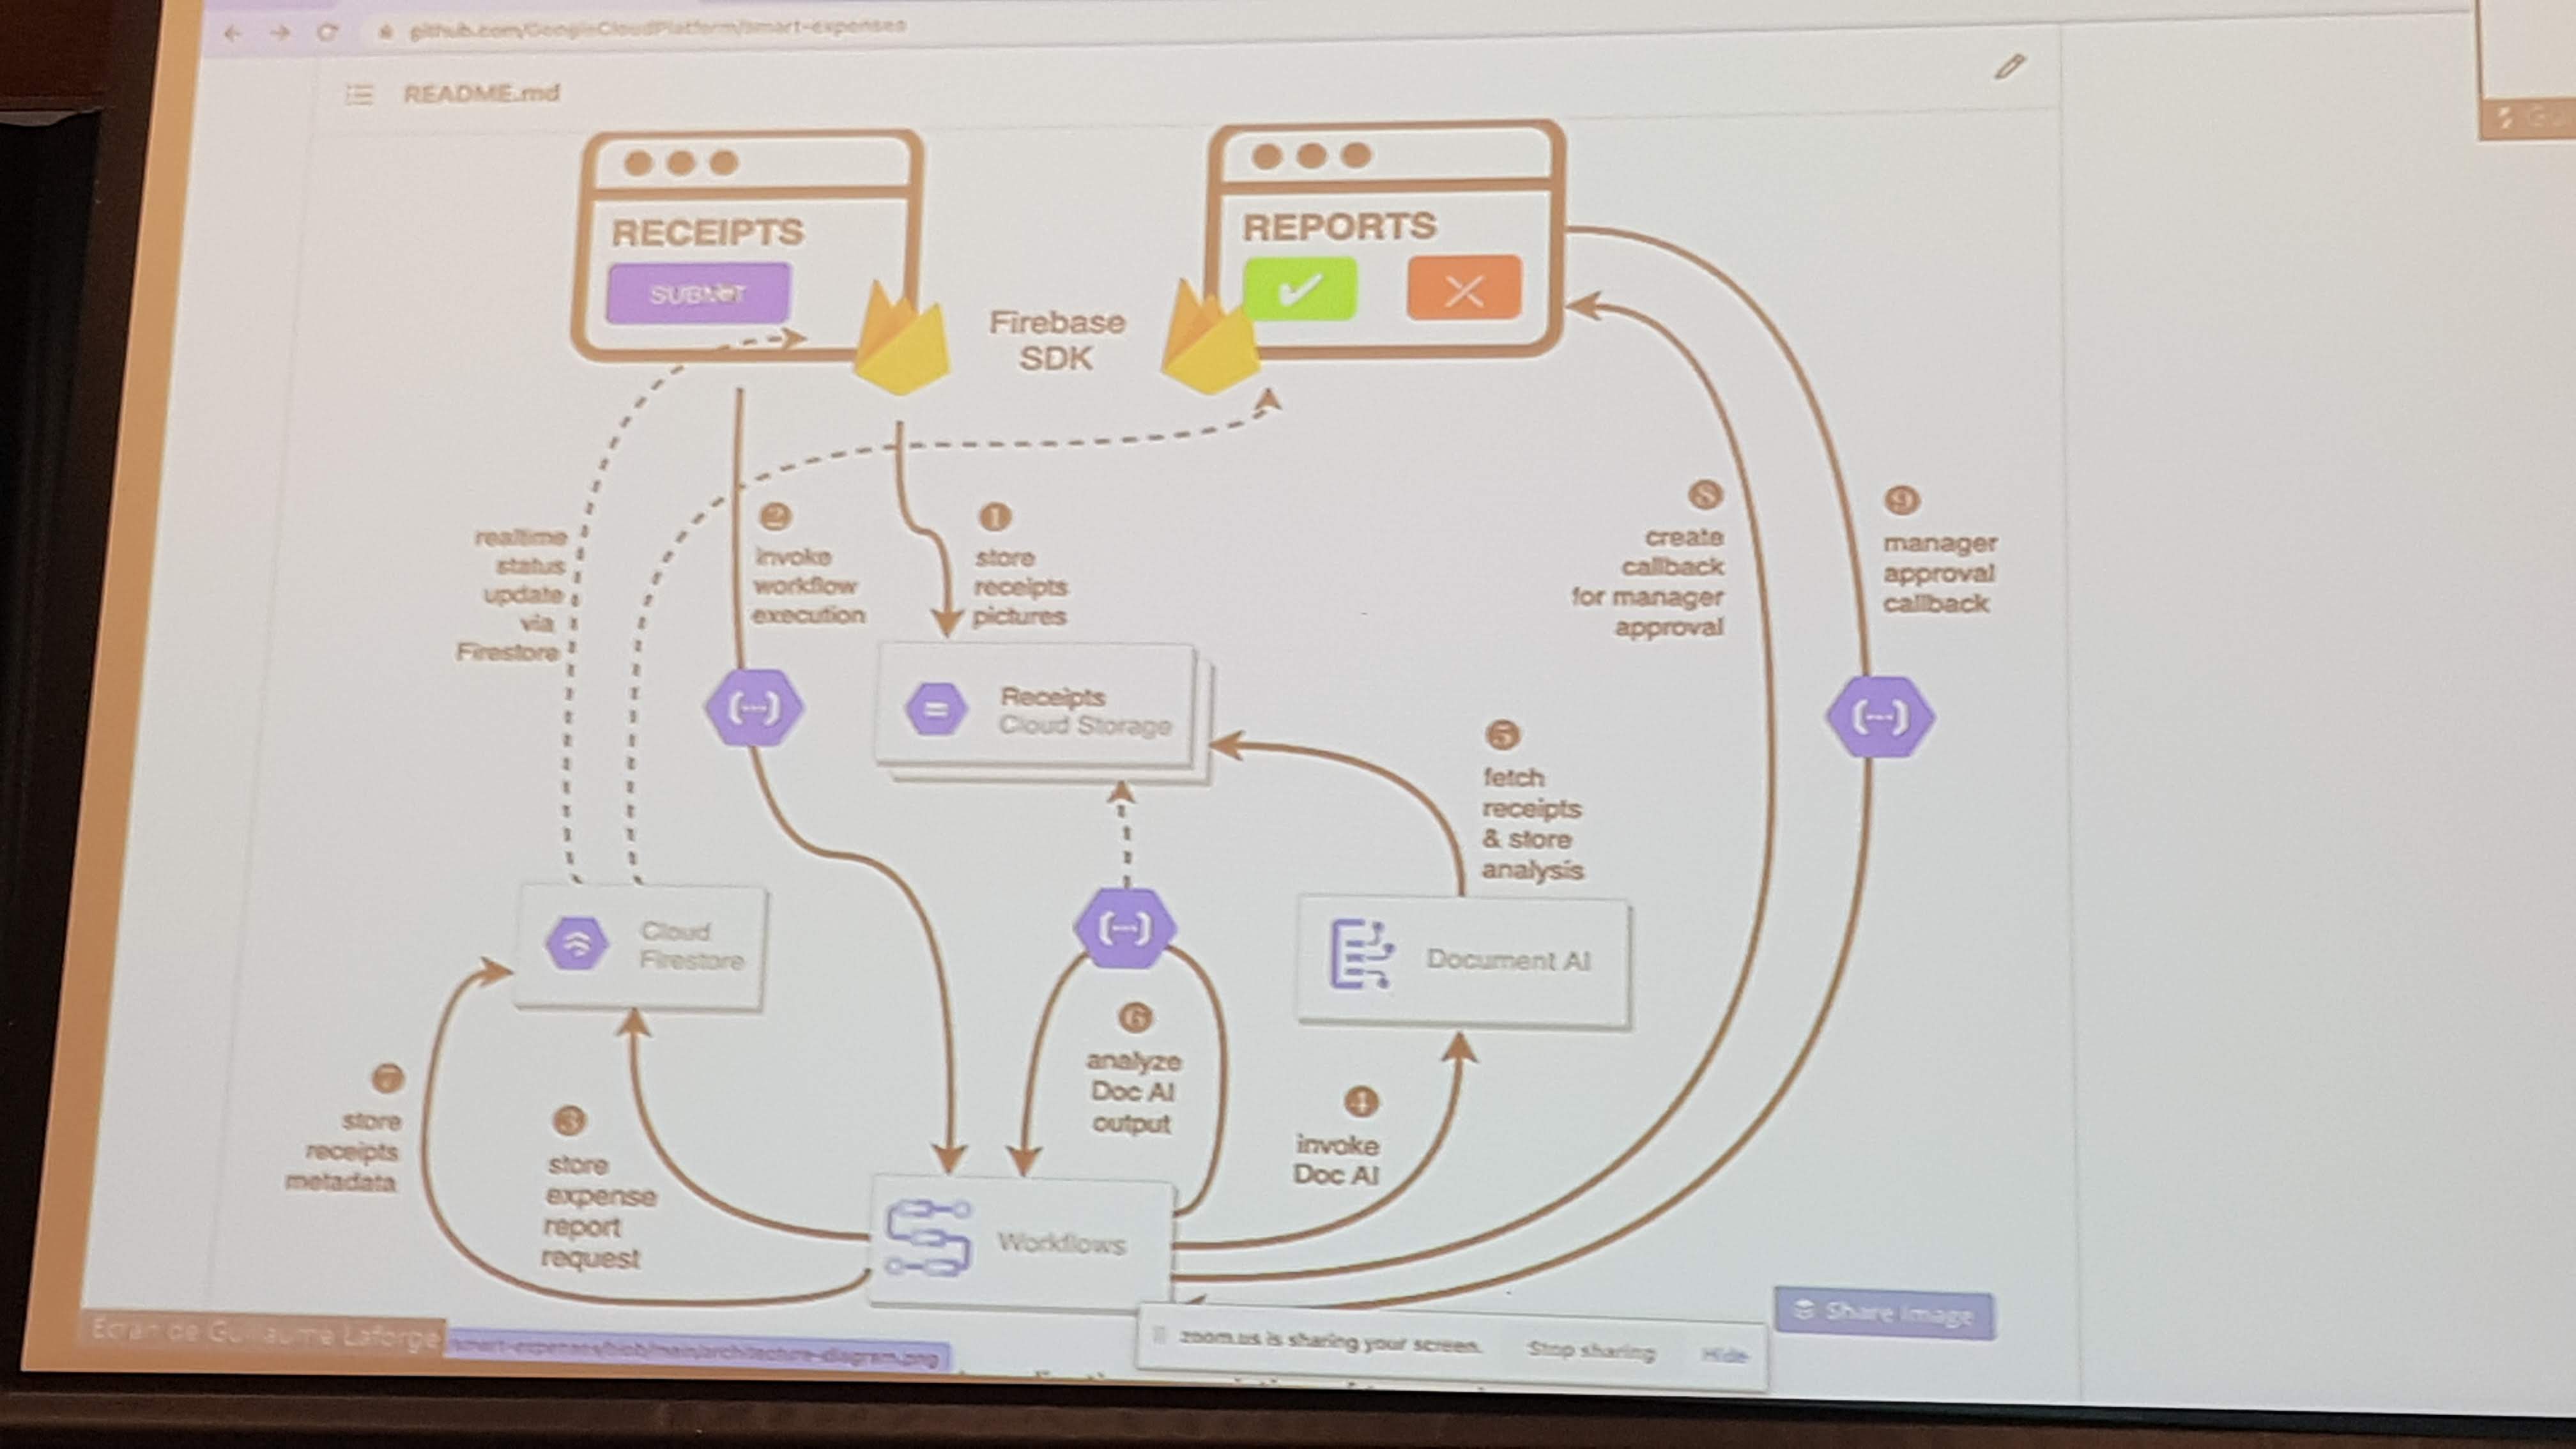 github.com/GoogleCloudPlatform/smart-expenses
README.md
RECEIPTS
SUBMIT
REPORTS
Firebase
SDK
realtime
status
update
via
Firestore
2
invoke
workflow
execution
1
store
receipts
pictures
8
create
callback
for manager
approval
9
manager
approval
callback
Receipts
Cloud Storage
5
fetch
receipts
& store
analysis
Cloud
Firestore
Document AI
6
analyze
Doc AI
output
7
store
receipts
metadata
3
store
expense
report
request
4
invoke
Doc AI
Workflows
Share Image
Ecran de Guillaume Laforge
smart-expenses/blob/main/architecture-diagram.png
zoom.us is sharing your screen.
Stop sharing
Hide